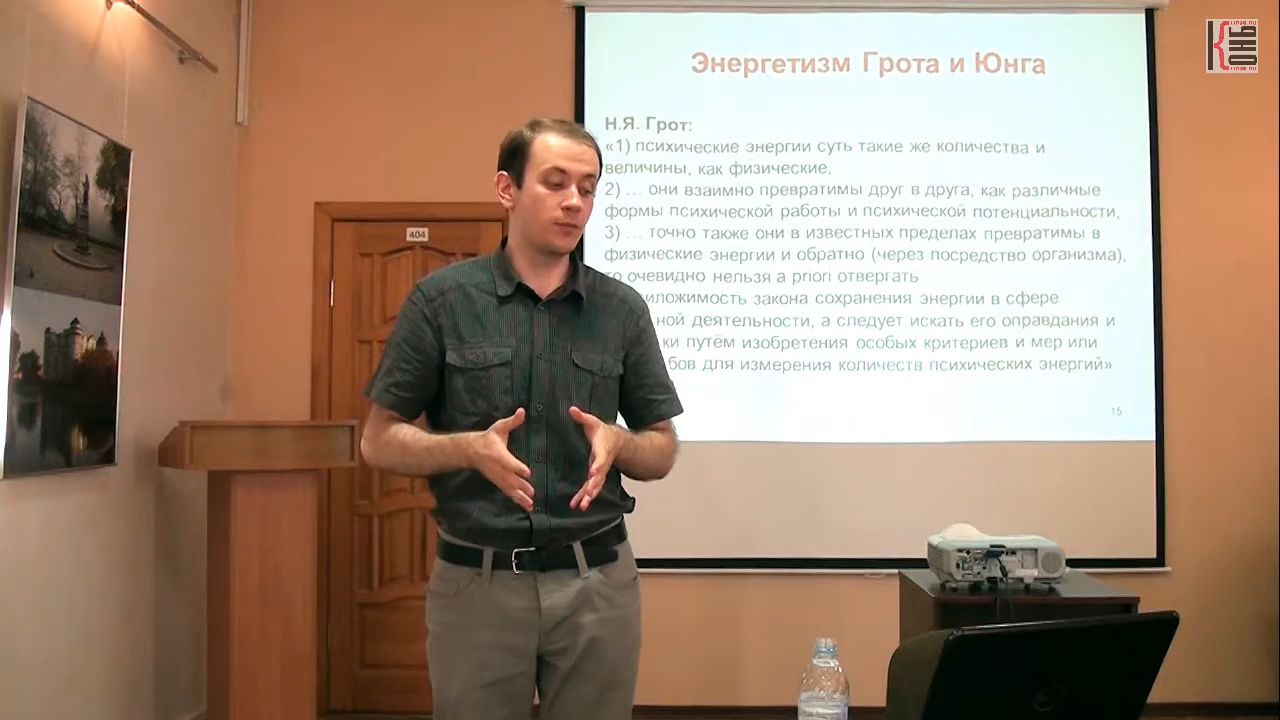 Энергетизм Грота и Юнга
Н.Я. Грот:
«1) психические энергии суть такие же количества и
величины, как физические,
2) ... они взаимно превратимы друг в друга, как различные
формы психической работы и психической потенциальности,
3) ... точно также они в известных пределах превратимы в
физические энергии и обратно (через посредство организма),
то очевидно нельзя a priori отвергать
иложимость закона сохранения энергии в сфере
ной деятельности, а следует искать его оправдания и
ки путём изобретения особых критериев и мер или
бов для измерения количеств психических энергий»
15
404